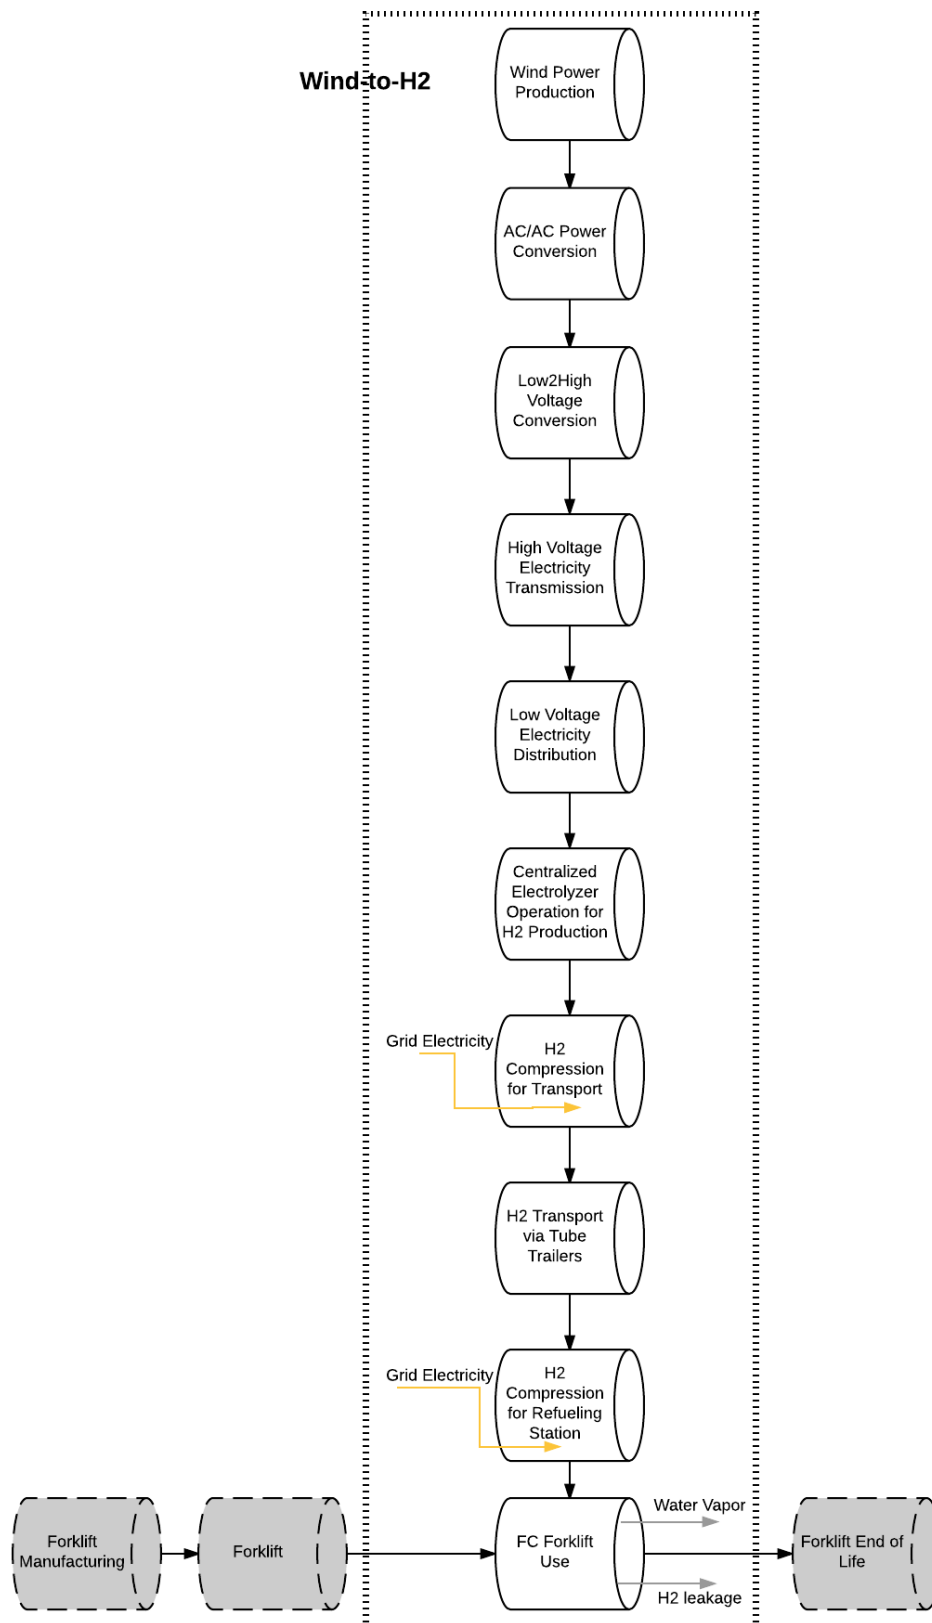 Wind-to-H2
Wind Power
Production
AC/AC Power
Conversion
Low2High
Voltage
Conversion
High Voltage
Electricity
Transmission
Low Voltage
Electricity
Distribution
Centralized
Electrolyzer
Operation for
H2 Production
Grid Electricity
H2
Compression
for Transport
H2 Transport
via Tube
Trailers
Grid Electricity
H2
Compression
for Refueling
Station
Forklift
Manufacturing
Forklift
FC Forklift
Use
Water Vapor
H2 leakage
Forklift End of
Life